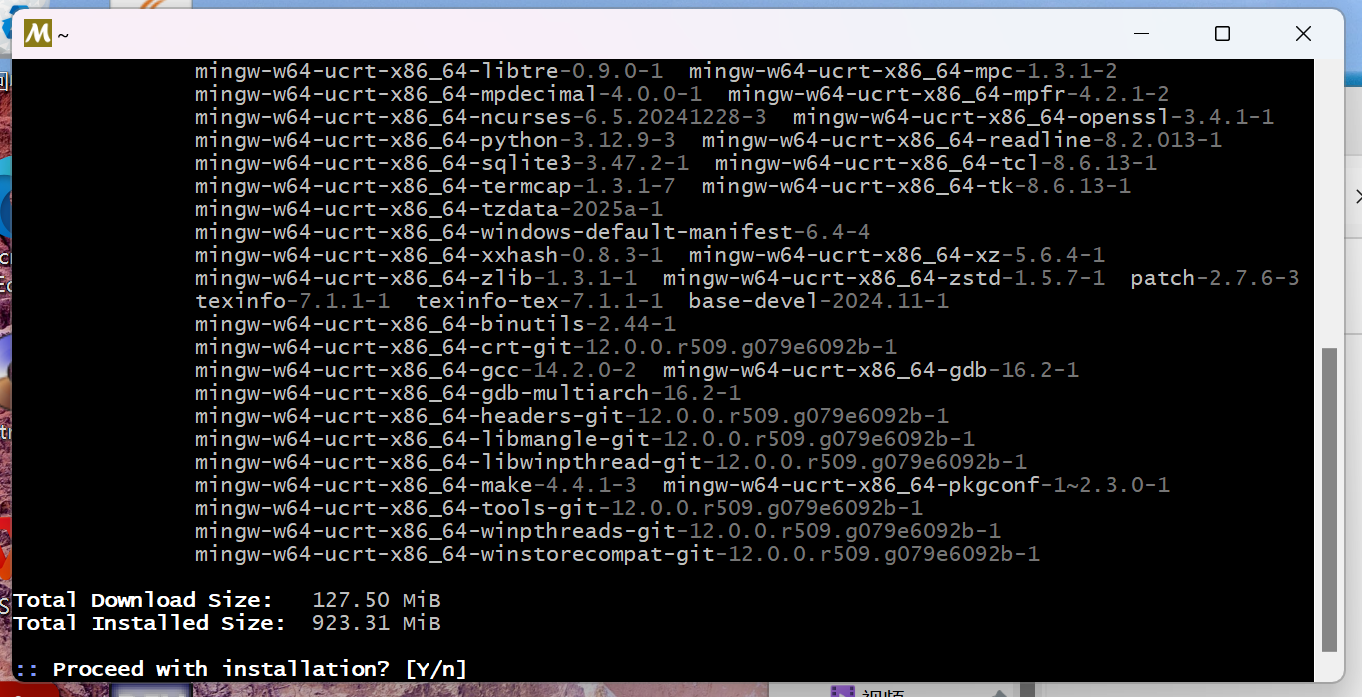 ~
mingw-w64-ucrt-x86_64-libtre-0.9.0-1  mingw-w64-ucrt-x86_64-mpc-1.3.1-2
mingw-w64-ucrt-x86_64-mpdecimal-4.0.0-1  mingw-w64-ucrt-x86_64-mpfr-4.2.1-2
mingw-w64-ucrt-x86_64-ncurses-6.5.20241228-3  mingw-w64-ucrt-x86_64-openssl-3.4.1-1
mingw-w64-ucrt-x86_64-python-3.12.9-3  mingw-w64-ucrt-x86_64-readline-8.2.013-1
mingw-w64-ucrt-x86_64-sqlite3-3.47.2-1  mingw-w64-ucrt-x86_64-tcl-8.6.13-1
mingw-w64-ucrt-x86_64-termcap-1.3.1-7  mingw-w64-ucrt-x86_64-tk-8.6.13-1
mingw-w64-ucrt-x86_64-tzdata-2025a-1
mingw-w64-ucrt-x86_64-windows-default-manifest-6.4-4
mingw-w64-ucrt-x86_64-xxhash-0.8.3-1  mingw-w64-ucrt-x86_64-xz-5.6.4-1
mingw-w64-ucrt-x86_64-zlib-1.3.1-1  mingw-w64-ucrt-x86_64-zstd-1.5.7-1  patch-2.7.6-3
texinfo-7.1.1-1  texinfo-tex-7.1.1-1  base-devel-2024.11-1
mingw-w64-ucrt-x86_64-binutils-2.44-1
mingw-w64-ucrt-x86_64-crt-git-12.0.0.r509.g079e6092b-1
mingw-w64-ucrt-x86_64-gcc-14.2.0-2  mingw-w64-ucrt-x86_64-gdb-16.2-1
mingw-w64-ucrt-x86_64-gdb-multiarch-16.2-1
mingw-w64-ucrt-x86_64-headers-git-12.0.0.r509.g079e6092b-1
mingw-w64-ucrt-x86_64-libmangle-git-12.0.0.r509.g079e6092b-1
mingw-w64-ucrt-x86_64-libwinpthread-git-12.0.0.r509.g079e6092b-1
mingw-w64-ucrt-x86_64-make-4.4.1-3  mingw-w64-ucrt-x86_64-pkgconf-1~2.3.0-1
mingw-w64-ucrt-x86_64-tools-git-12.0.0.r509.g079e6092b-1
mingw-w64-ucrt-x86_64-winpthreads-git-12.0.0.r509.g079e6092b-1
mingw-w64-ucrt-x86_64-winstorecompat-git-12.0.0.r509.g079e6092b-1
Total Download Size:   127.50 MiB
Total Installed Size:  923.31 MiB
:: Proceed with installation? [Y/n]
视频